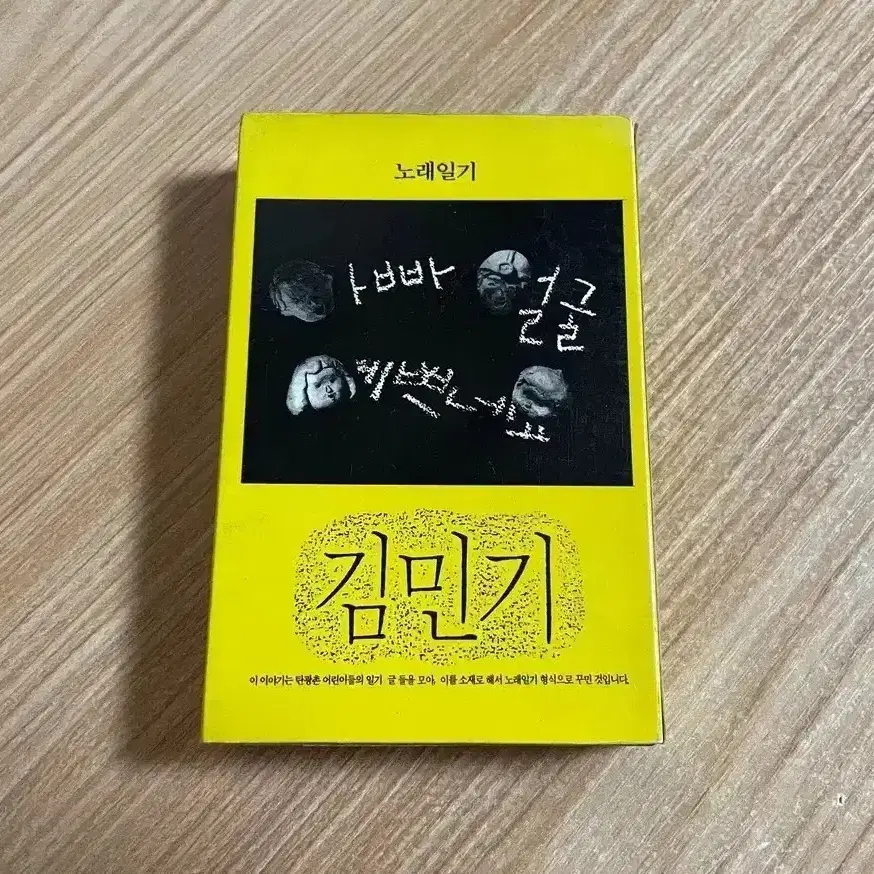 노래일기
아빠 얼굴
예쁘네요
김민기
이 이야기는 탄광촌 어린이들의 일기 글 들을 모아, 이를 소재로 해서 노래일기 형식으로 꾸민 것입니다.